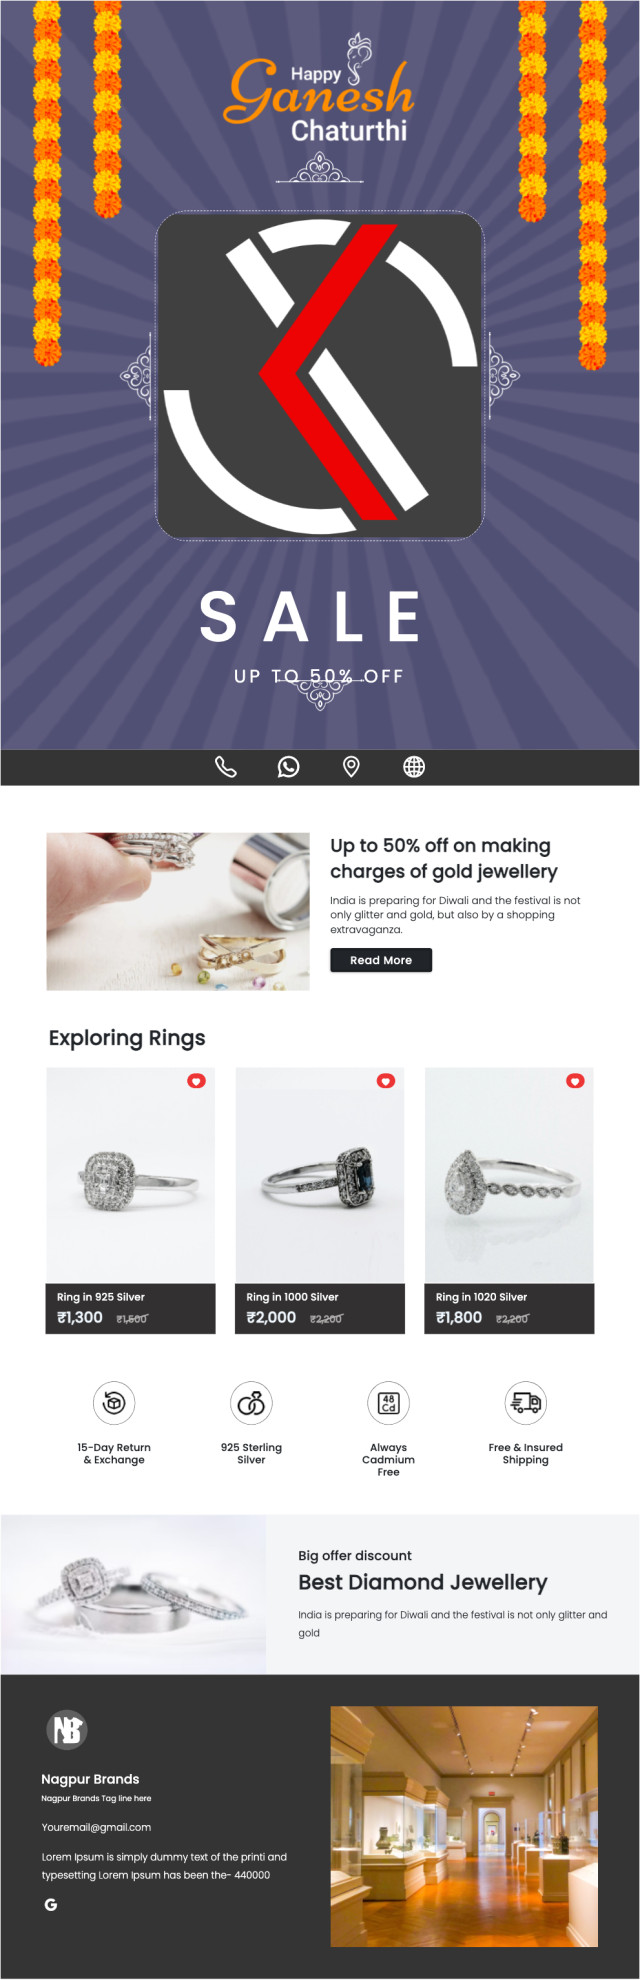 Happy
Ganesh
Chaturthi
SALE
UP TO 50% OFF
Up to 50% off on making
charges of gold jewellery
India is preparing for Diwali and the festival is not
only glitter and gold, but also by a shopping
extravaganza.
Read More
Exploring Rings
Ring in 925 Silver
₹1,300 ₹1,500
Ring in 1000 Silver
₹2,000 ₹2,200
Ring in 1020 Silver
₹1,800 ₹2,200
15-Day Return
& Exchange
925 Sterling
Silver
48
Cd
Always
Cadmium
Free
Free & Insured
Shipping
Big offer discount
Best Diamond Jewellery
India is preparing for Diwali and the festival is not only glitter and
gold
NB
Nagpur Brands
Nagpur Brands Tag line here
Youremail@gmail.com
Lorem Ipsum is simply dummy text of the printi and
typesetting Lorem Ipsum has been the- 440000
G